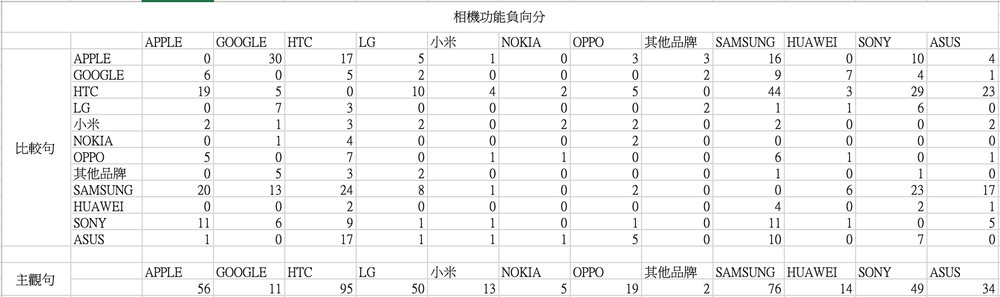 相機功能負向分
APPLE GOOGLE HTC LG 小米 NOKIA OPPO 其他品牌 SAMSUNG HUAWEI SONY ASUS
比較句
APPLE 0 30 17 5 1 0 3 3 16 0 10 4
GOOGLE 6 0 5 2 0 0 0 2 9 7 4 1
HTC 19 5 0 10 4 2 5 0 44 3 29 23
LG 0 7 3 0 0 0 0 2 1 1 6 0
小米 2 1 3 2 0 2 2 0 2 0 0 2
NOKIA 0 1 4 0 0 0 2 0 0 0 0 0
OPPO 5 0 7 0 1 1 0 0 6 1 0 1
其他品牌 0 5 3 2 0 0 0 0 1 0 1 0
SAMSUNG 20 13 24 8 1 0 2 0 0 6 23 17
HUAWEI 0 0 2 0 0 0 0 0 4 0 2 1
SONY 11 6 9 1 1 0 1 0 11 1 0 5
ASUS 1 0 17 1 1 1 5 0 10 0 7 0
主觀句
APPLE GOOGLE HTC LG 小米 NOKIA OPPO 其他品牌 SAMSUNG HUAWEI SONY ASUS
56 11 95 50 13 5 19 2 76 14 49 34